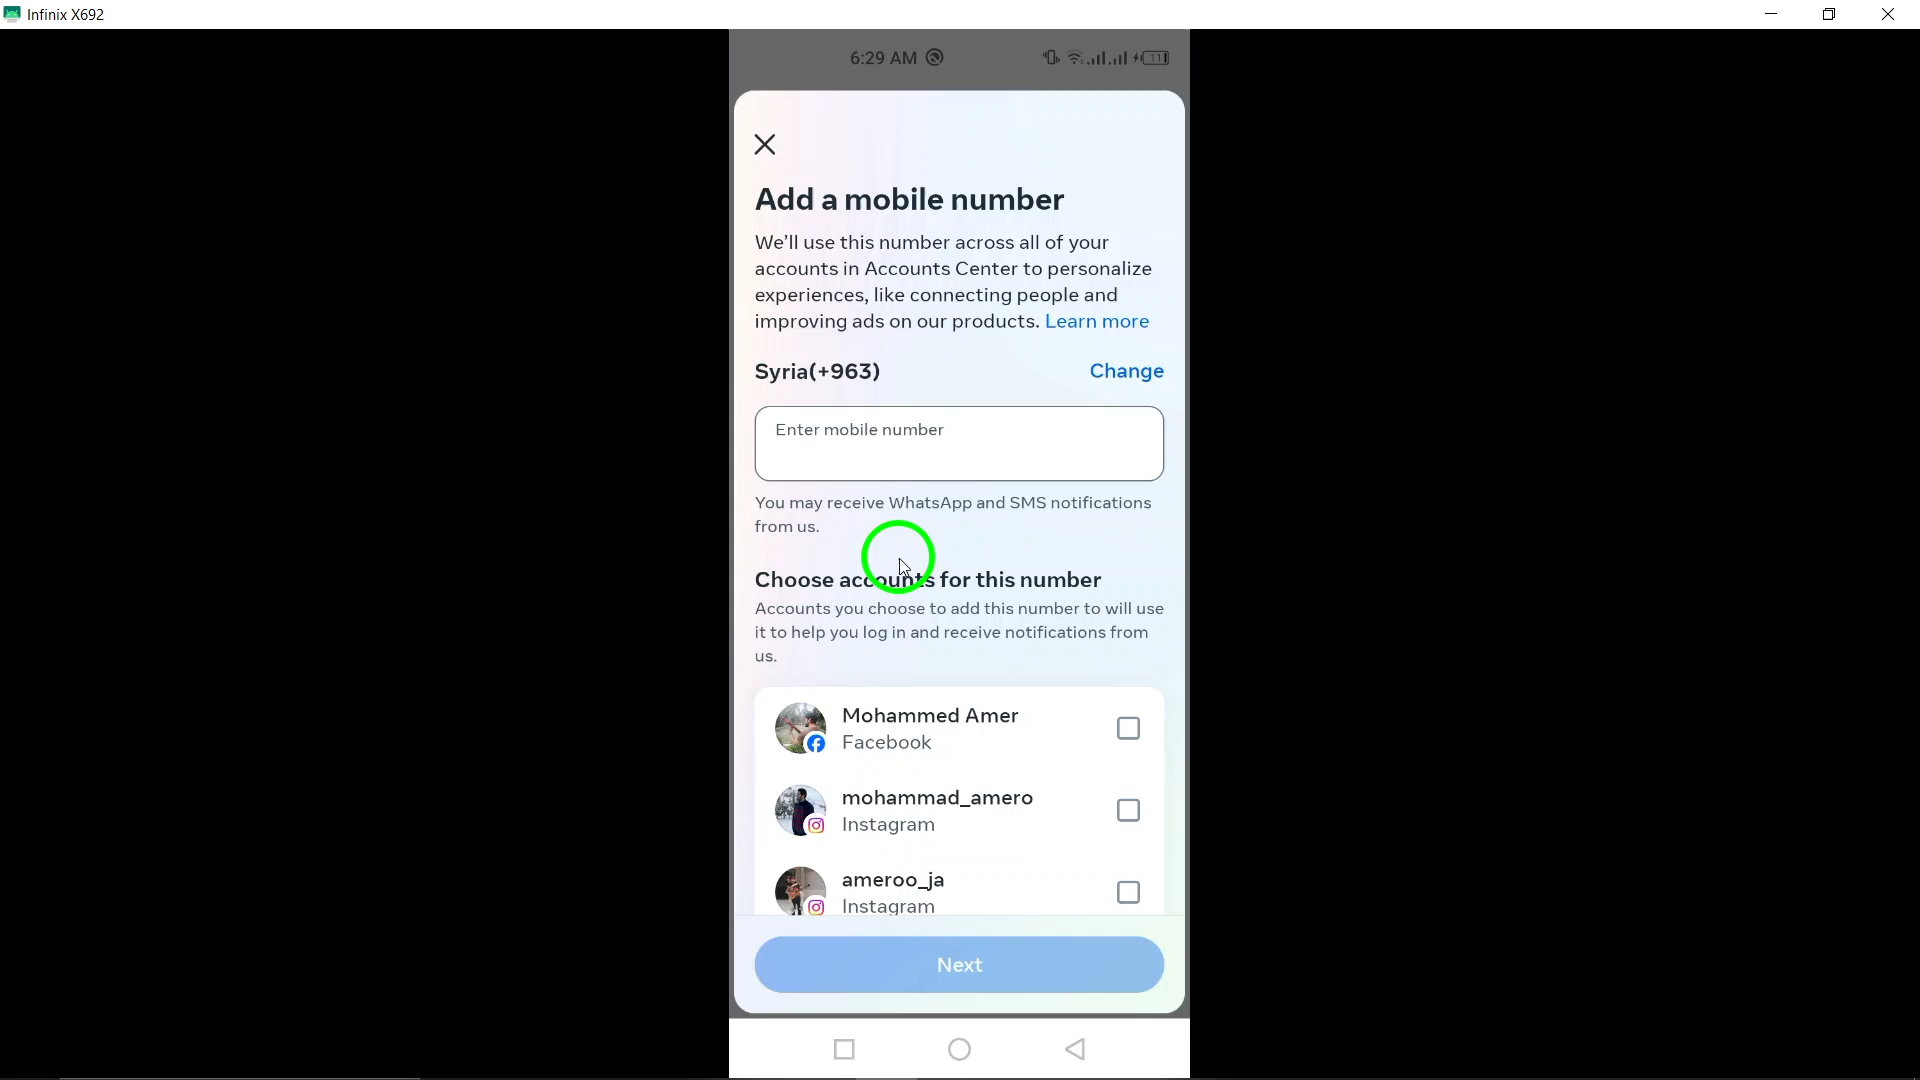 Infinix X692
6:29 AM
11
Add a mobile number
We'll use this number across all of your
accounts in Accounts Center to personalize
experiences, like connecting people and
improving ads on our products. Learn more
Syria(+963) Change
Enter mobile number
You may receive WhatsApp and SMS notifications
from us.
Choose accounts for this number
Accounts you choose to add this number to will use
it to help you log in and receive notifications from
us.
Mohammed Amer
Facebook
mohammad_amero
Instagram
ameroo_ja
Instagram
Next